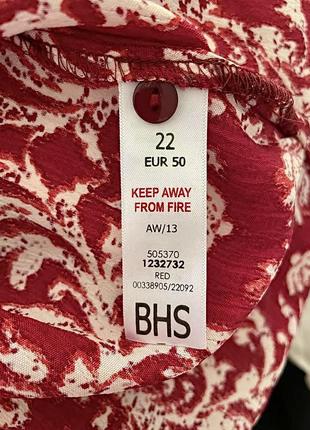 22
EUR 50
KEEP AWAY
FROM FIRE
AW/13
505370
1232732
RED
00338905/22092
BHS